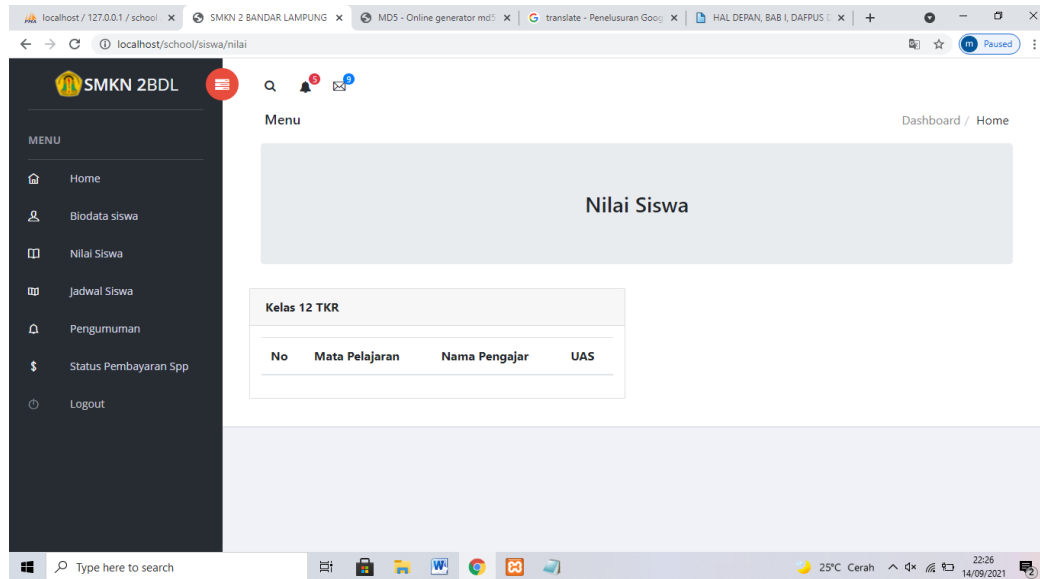 localhost / 127.0.0.1 / school
SMKN 2 BANDAR LAMPUNG
MD5 - Online generator md5
translate - Penelusuran Goog
HAL DEPAN, BAB I, DAFPUS
localhost/school/siswa/nilai
m Paused
SMKN 2BDL
5
9
Menu
Dashboard / Home
MENU
Home
Biodata siswa
Nilai Siswa
Jadwal Siswa
Pengumuman
Status Pembayaran Spp
Logout
Nilai Siswa
Kelas 12 TKR
No Mata Pelajaran Nama Pengajar UAS
Type here to search
25°C Cerah
22:26
14/09/2021
2